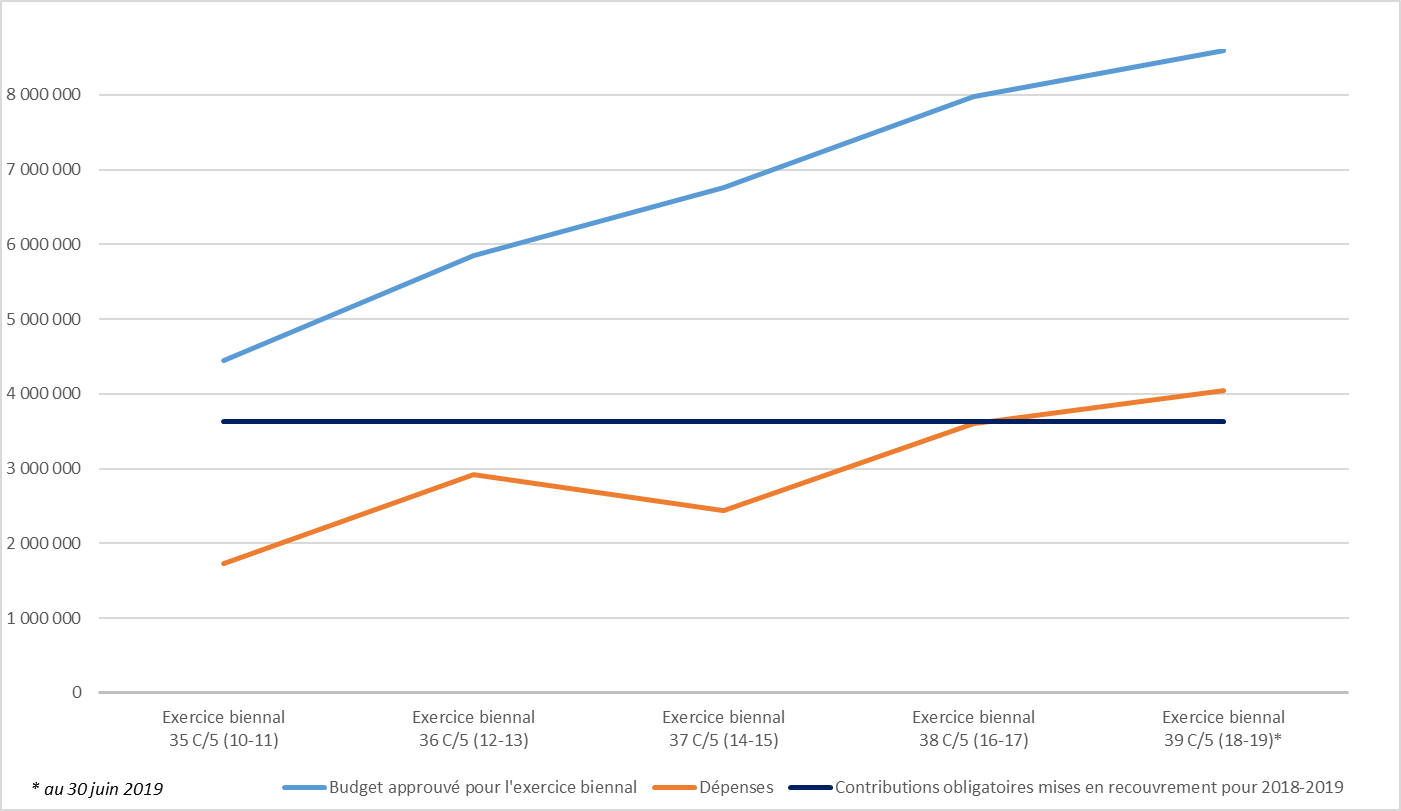 8 000 000
7 000 000
6 000 000
5 000 000
4 000 000
3 000 000
2 000 000
1 000 000
0
Exercice biennal
35 C/5 (10-11)
Exercice biennal
36 C/5 (12-13)
Exercice biennal
37 C/5 (14-15)
Exercice biennal
38 C/5 (16-17)
Exercice biennal
39 C/5 (18-19)*
* au 30 juin 2019
Budget approuvé pour l'exercice biennal
Dépenses
Contributions obligatoires mises en recouvrement pour 2018-2019